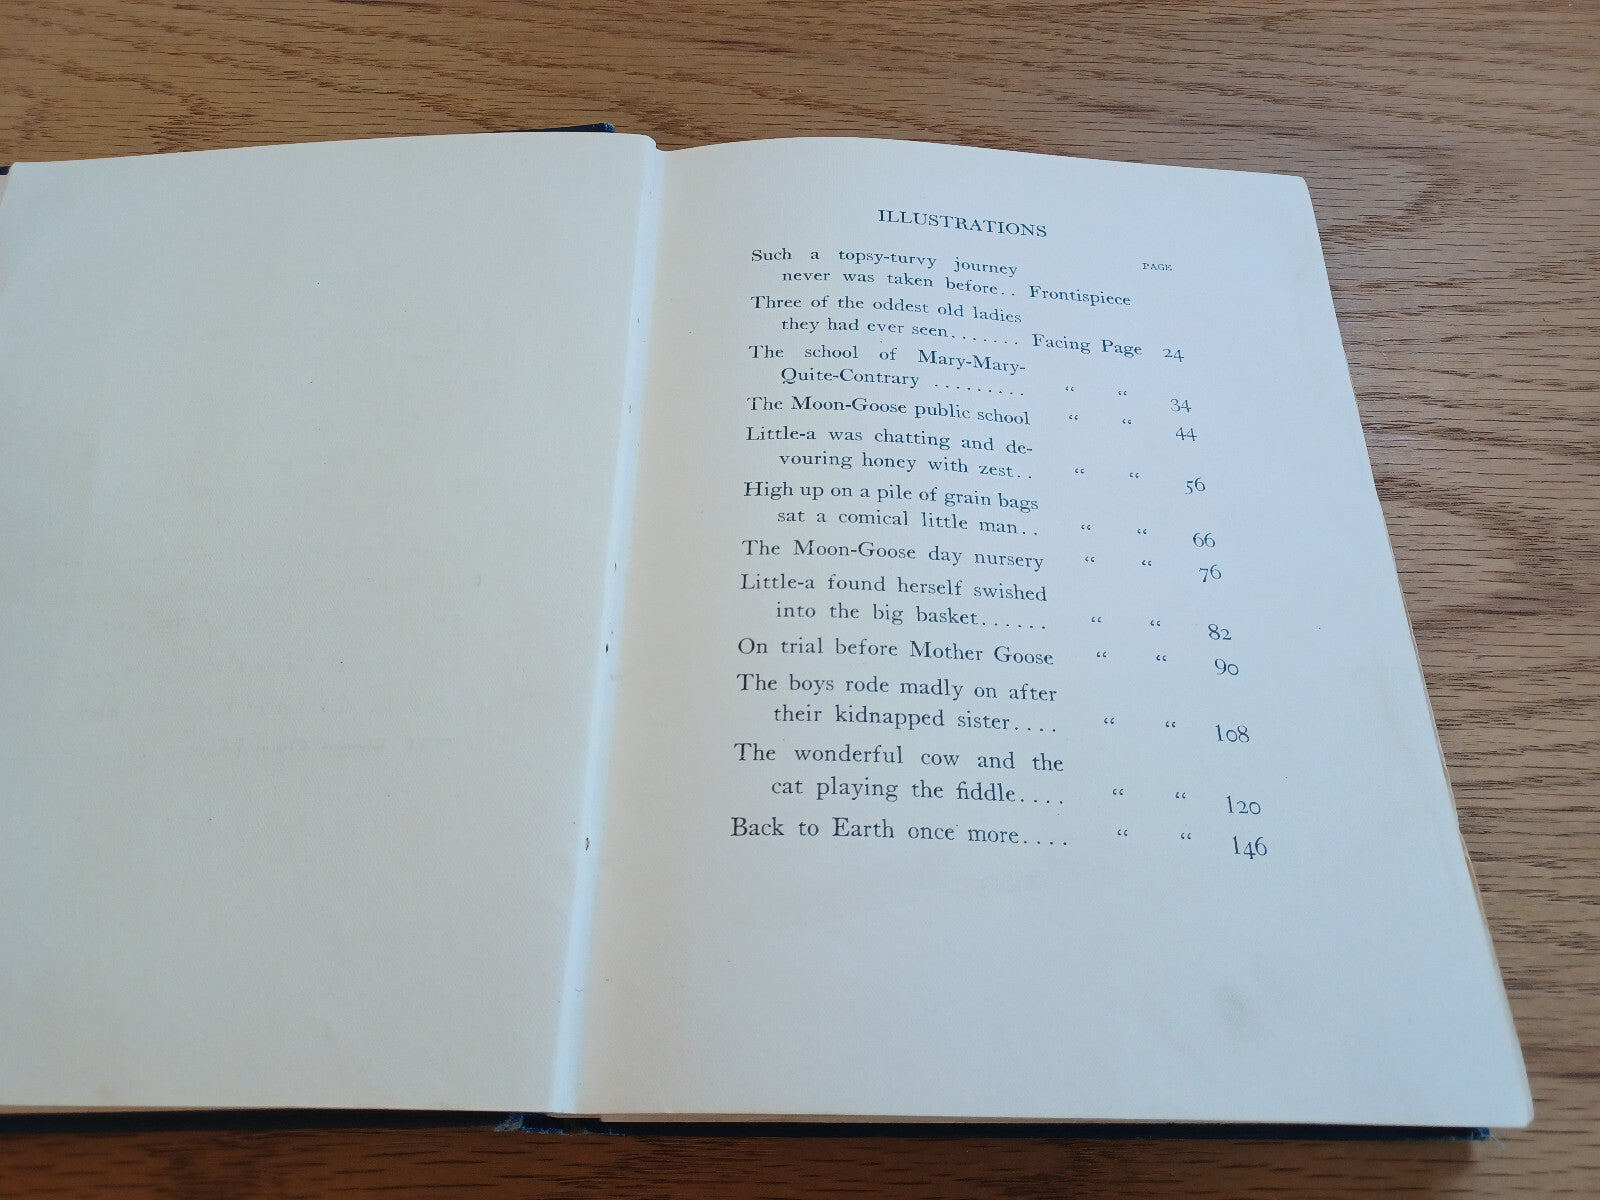 ILLUSTRATIONS
PAGE
Such a topsy-turvy journey
never was taken before.. Frontispiece
Three of the oddest old ladies
they had ever seen....... Facing Page 24
The school of Mary-Mary-
Quite-Contrary ......... “ “ 34
The Moon-Goose public school “ “ 44
Little-a was chatting and de-
vouring honey with zest.. “ “ 56
High up on a pile of grain bags
sat a comical little man.. “ “ 66
The Moon-Goose day nursery “ “ 76
Little-a found herself swished
into the big basket...... “ “ 82
On trial before Mother Goose “ “ 90
The boys rode madly on after
their kidnapped sister.... “ “ 108
The wonderful cow and the
cat playing the fiddle.... “ “ 120
Back to Earth once more.... “ “ 146